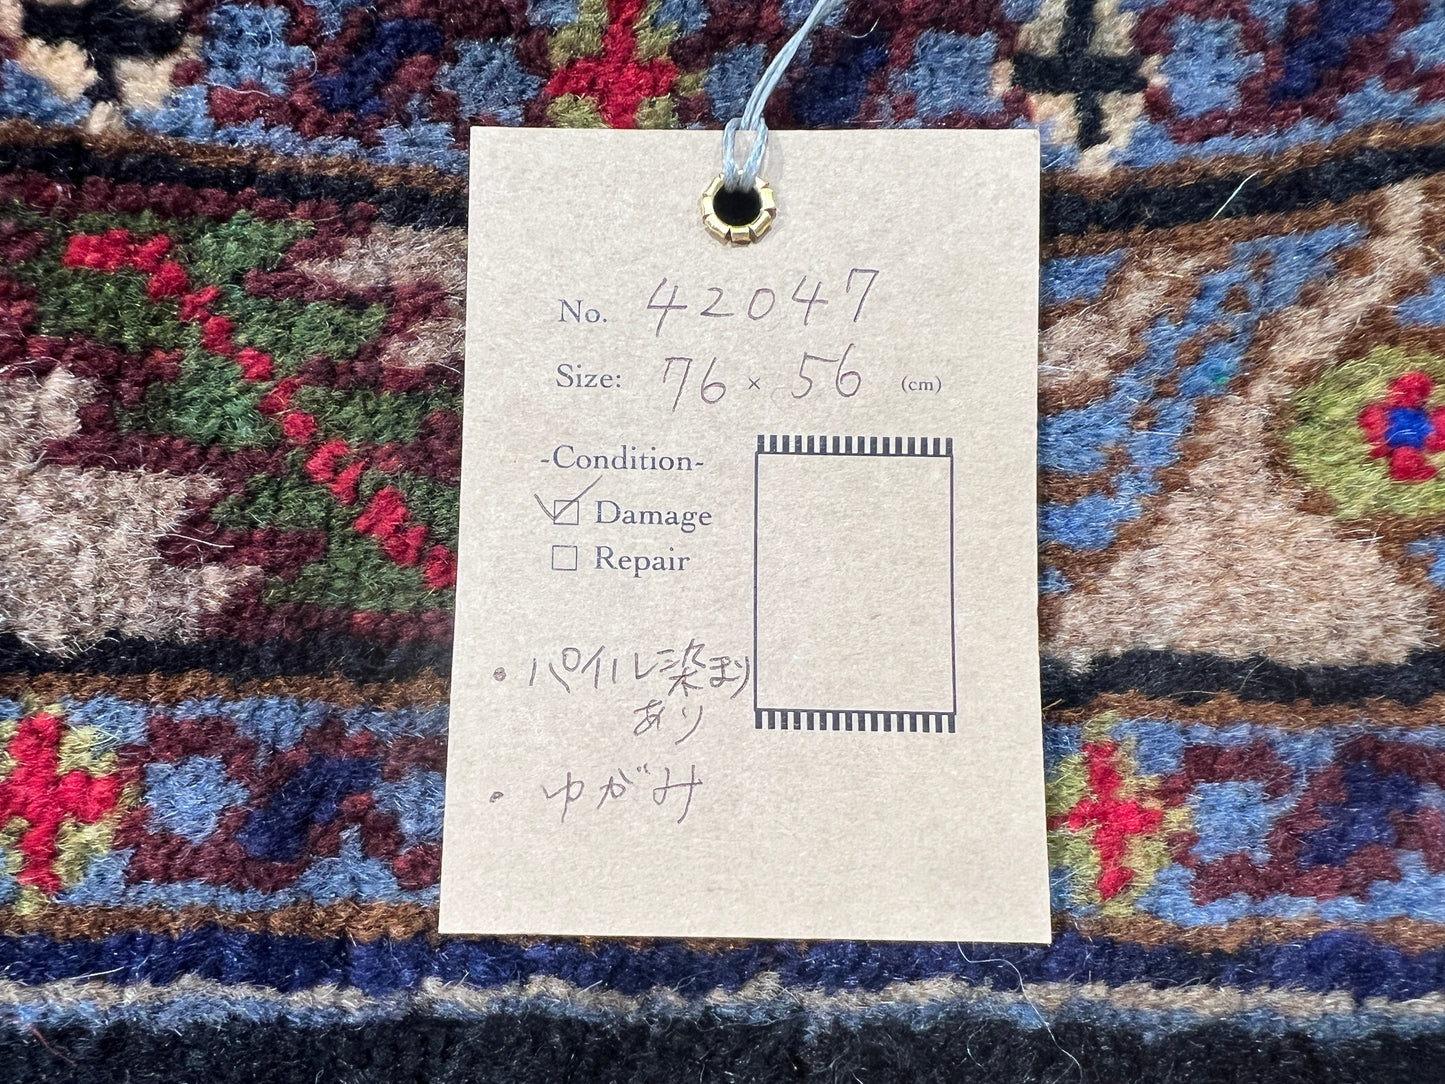 No. 42047
Size: 76 × 56 (cm)
-Condition-
☑ Damage
☐ Repair
・パイル染まり
あり
・ゆがみ